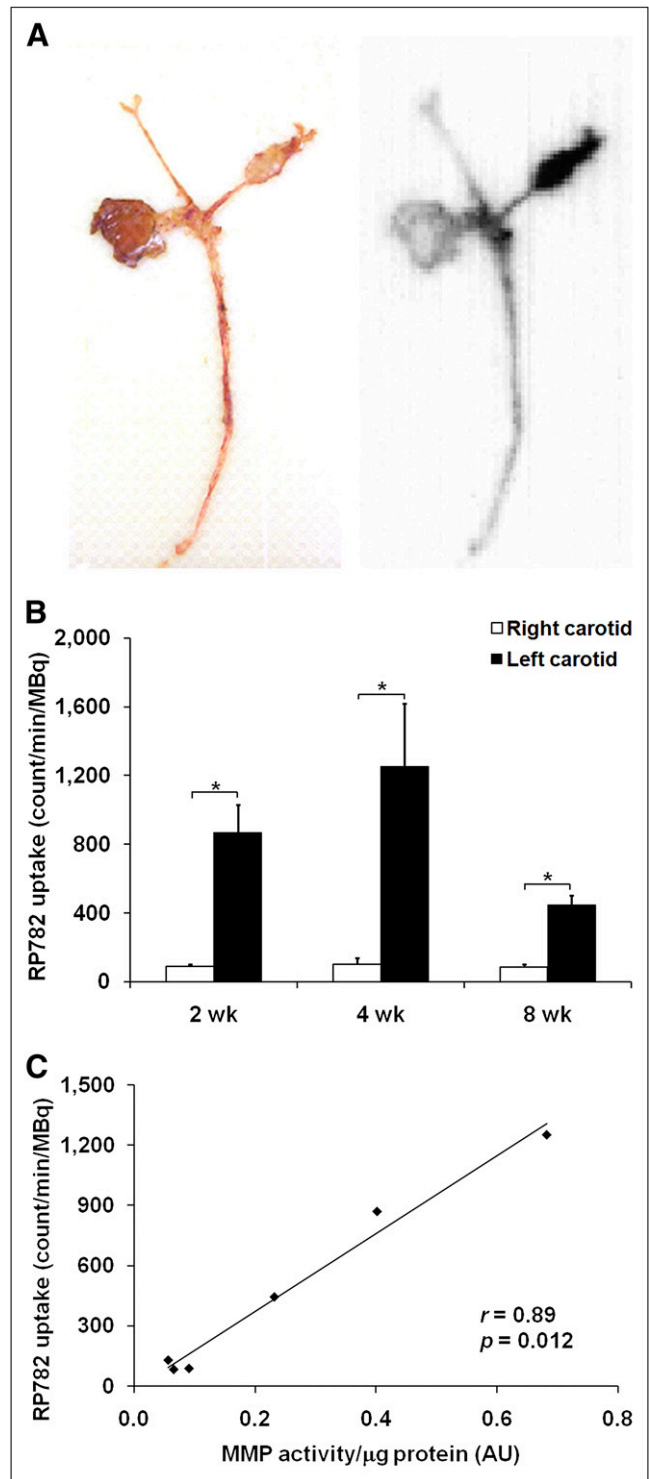 A
B
RP782 uptake (count/min/MBq)
2,000
1,600
1,200
800
400
0
Right carotid
Left carotid
*
*
*
2 wk 4 wk 8 wk
C
RP782 uptake (count/min/MBq)
1,500
1,200
900
600
300
0
r = 0.89
p = 0.012
0.0 0.2 0.4 0.6 0.8
MMP activity/µg protein (AU)